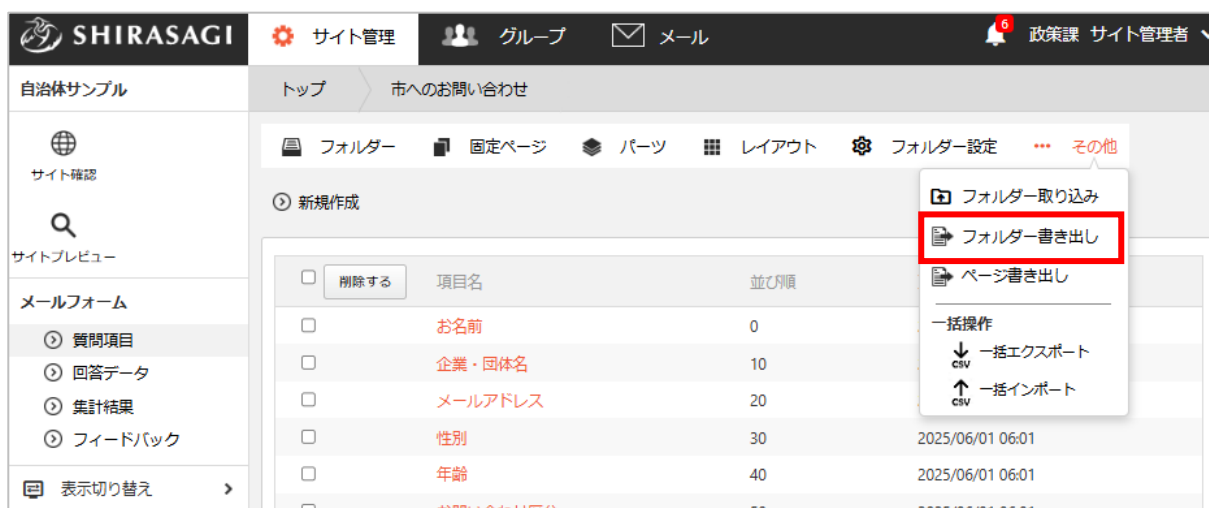 SHIRASAGI
サイト管理
グループ
メール
6
政策課 サイト管理者
自治体サンプル
トップ
市へのお問い合わせ
サイト確認
サイトプレビュー
メールフォーム
質問項目
回答データ
集計結果
フィードバック
表示切り替え
フォルダー
固定ページ
パーツ
レイアウト
フォルダー設定
その他
新規作成
フォルダー取り込み
フォルダー書き出し
ページ書き出し
一括操作
CSV 一括エクスポート
CSV 一括インポート
削除する 項目名 並び順
お名前 0
企業・団体名 10
メールアドレス 20
性別 30 2025/06/01 06:01
年齢 40 2025/06/01 06:01